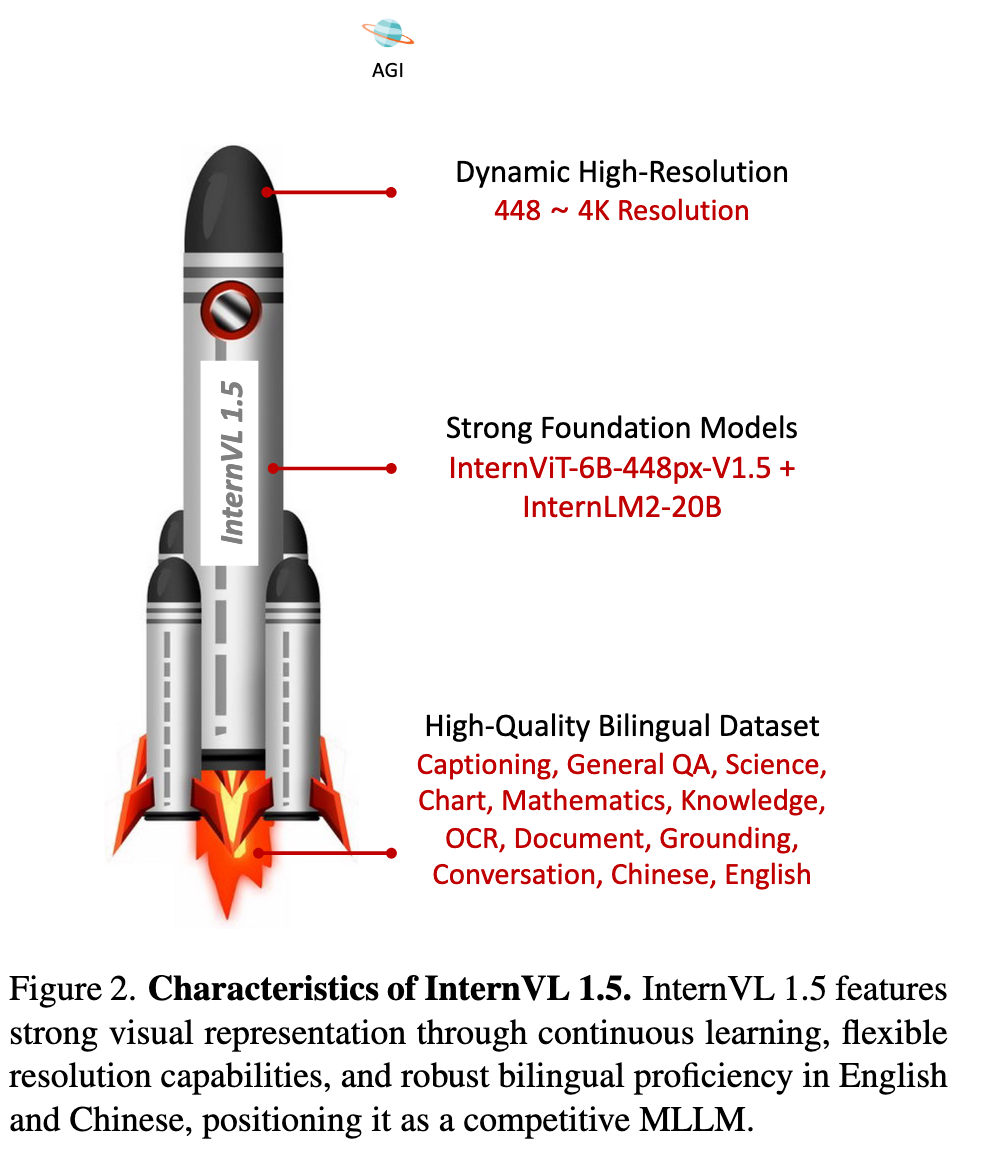 AGI
Dynamic High-Resolution
448 ~ 4K Resolution
InternVL 1.5
Strong Foundation Models
InternViT-6B-448px-V1.5 +
InternLM2-20B
High-Quality Bilingual Dataset
Captioning, General QA, Science,
Chart, Mathematics, Knowledge,
OCR, Document, Grounding,
Conversation, Chinese, English
Figure 2. Characteristics of InternVL 1.5. InternVL 1.5 features
strong visual representation through continuous learning, flexible
resolution capabilities, and robust bilingual proficiency in English
and Chinese, positioning it as a competitive MLLM.